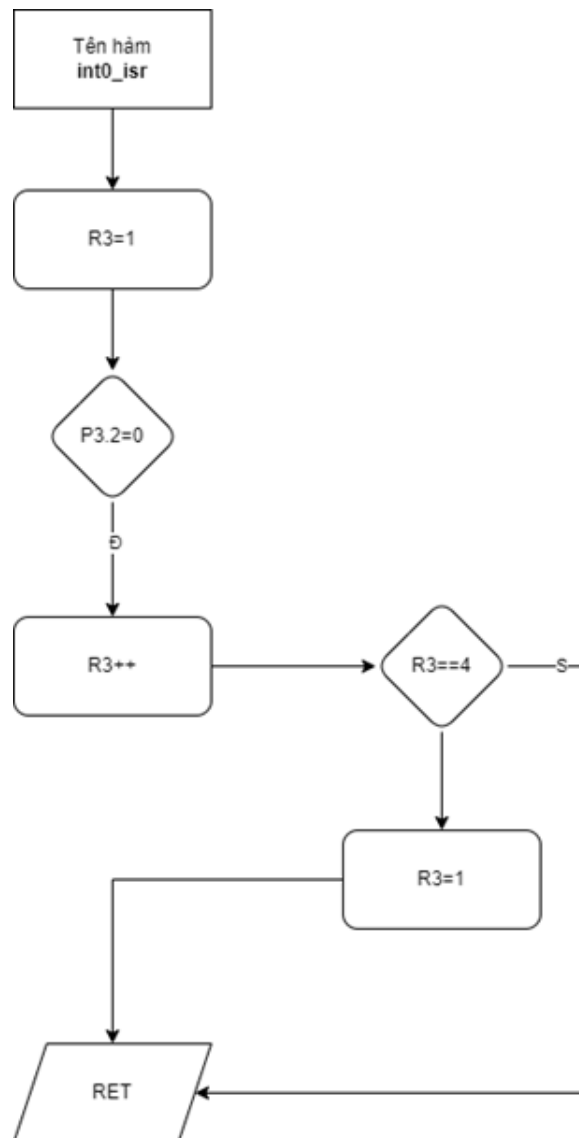 Tên hàm
int0_isr
R3=1
P3.2=0
Đ
R3++
R3==4
S
R3=1
RET